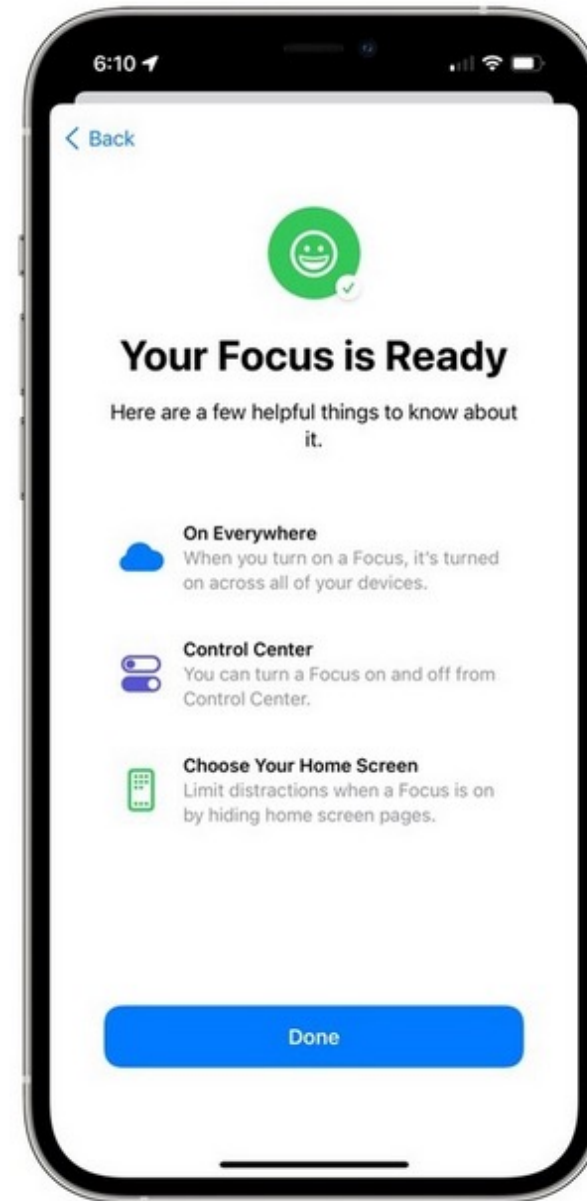 6:10
Back
Your Focus is Ready
Here are a few helpful things to know about
it.
On Everywhere
When you turn on a Focus, it's turned
on across all of your devices.
Control Center
You can turn a Focus on and off from
Control Center.
Choose Your Home Screen
Limit distractions when a Focus is on
by hiding home screen pages.
Done